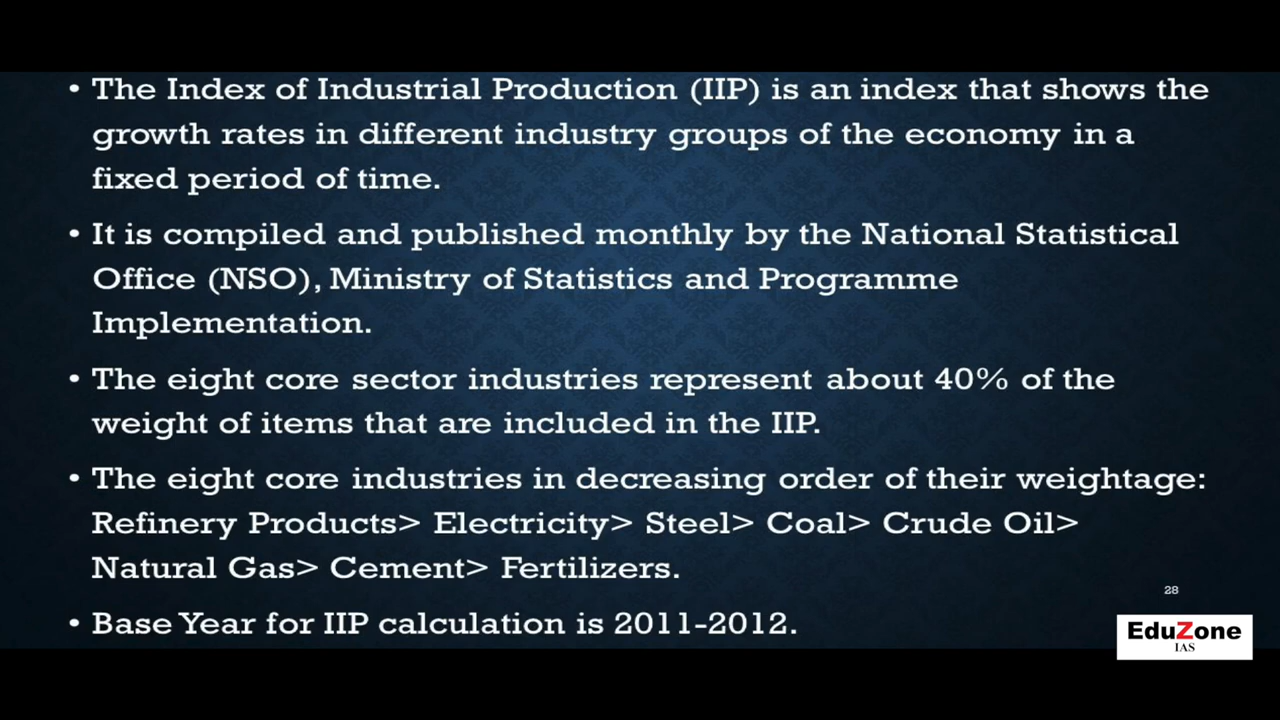 • The Index of Industrial Production (IIP) is an index that shows the
growth rates in different industry groups of the economy in a
fixed period of time.
• It is compiled and published monthly by the National Statistical
Office (NSO), Ministry of Statistics and Programme
Implementation.
• The eight core sector industries represent about 40% of the
weight of items that are included in the IIP.
• The eight core industries in decreasing order of their weightage:
Refinery Products> Electricity> Steel> Coal> Crude Oil>
Natural Gas> Cement> Fertilizers.
• Base Year for IIP calculation is 2011-2012.
28
EduZone
IAS